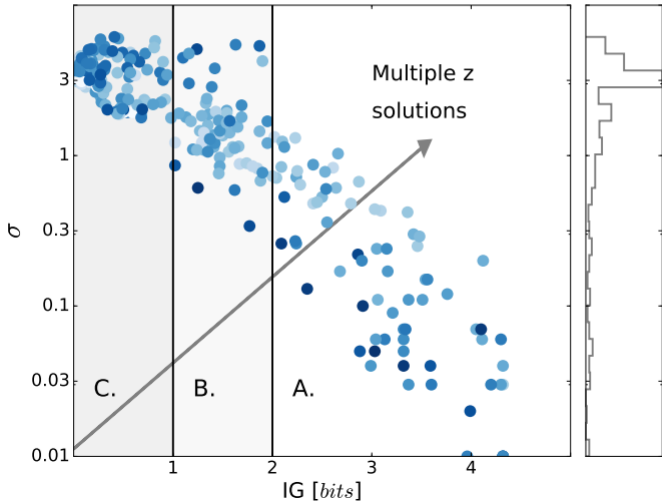 3
1
0.3
0.1
0.03
0.01
σ
Multiple z
solutions
C.
B.
A.
1
2
3
4
IG [bits]